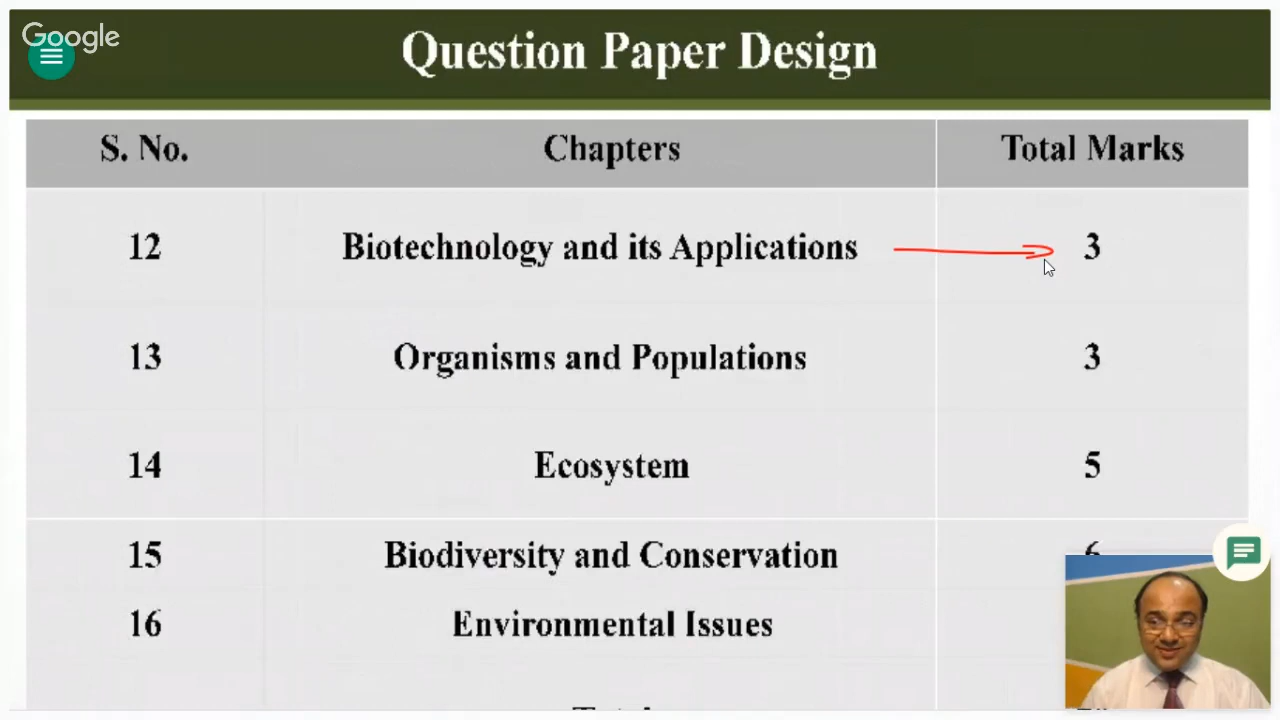 Google
Question Paper Design
S. No. Chapters Total Marks
12 Biotechnology and its Applications 3
13 Organisms and Populations 3
14 Ecosystem 5
15 Biodiversity and Conservation 6
16 Environmental Issues